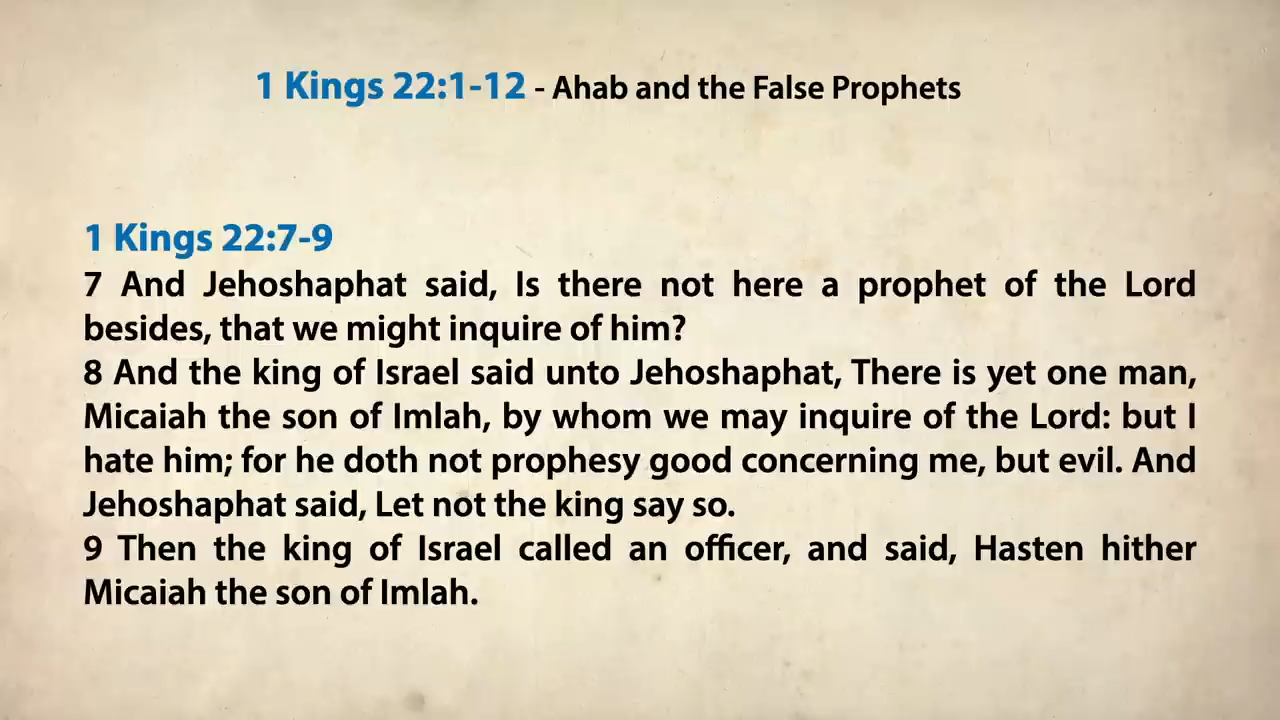 1 Kings 22:1-12 - Ahab and the False Prophets
1 Kings 22:7-9
7 And Jehoshaphat said, Is there not here a prophet of the Lord
besides, that we might inquire of him?
8 And the king of Israel said unto Jehoshaphat, There is yet one man,
Micaiah the son of Imlah, by whom we may inquire of the Lord: but I
hate him; for he doth not prophesy good concerning me, but evil. And
Jehoshaphat said, Let not the king say so.
9 Then the king of Israel called an officer, and said, Hasten hither
Micaiah the son of Imlah.